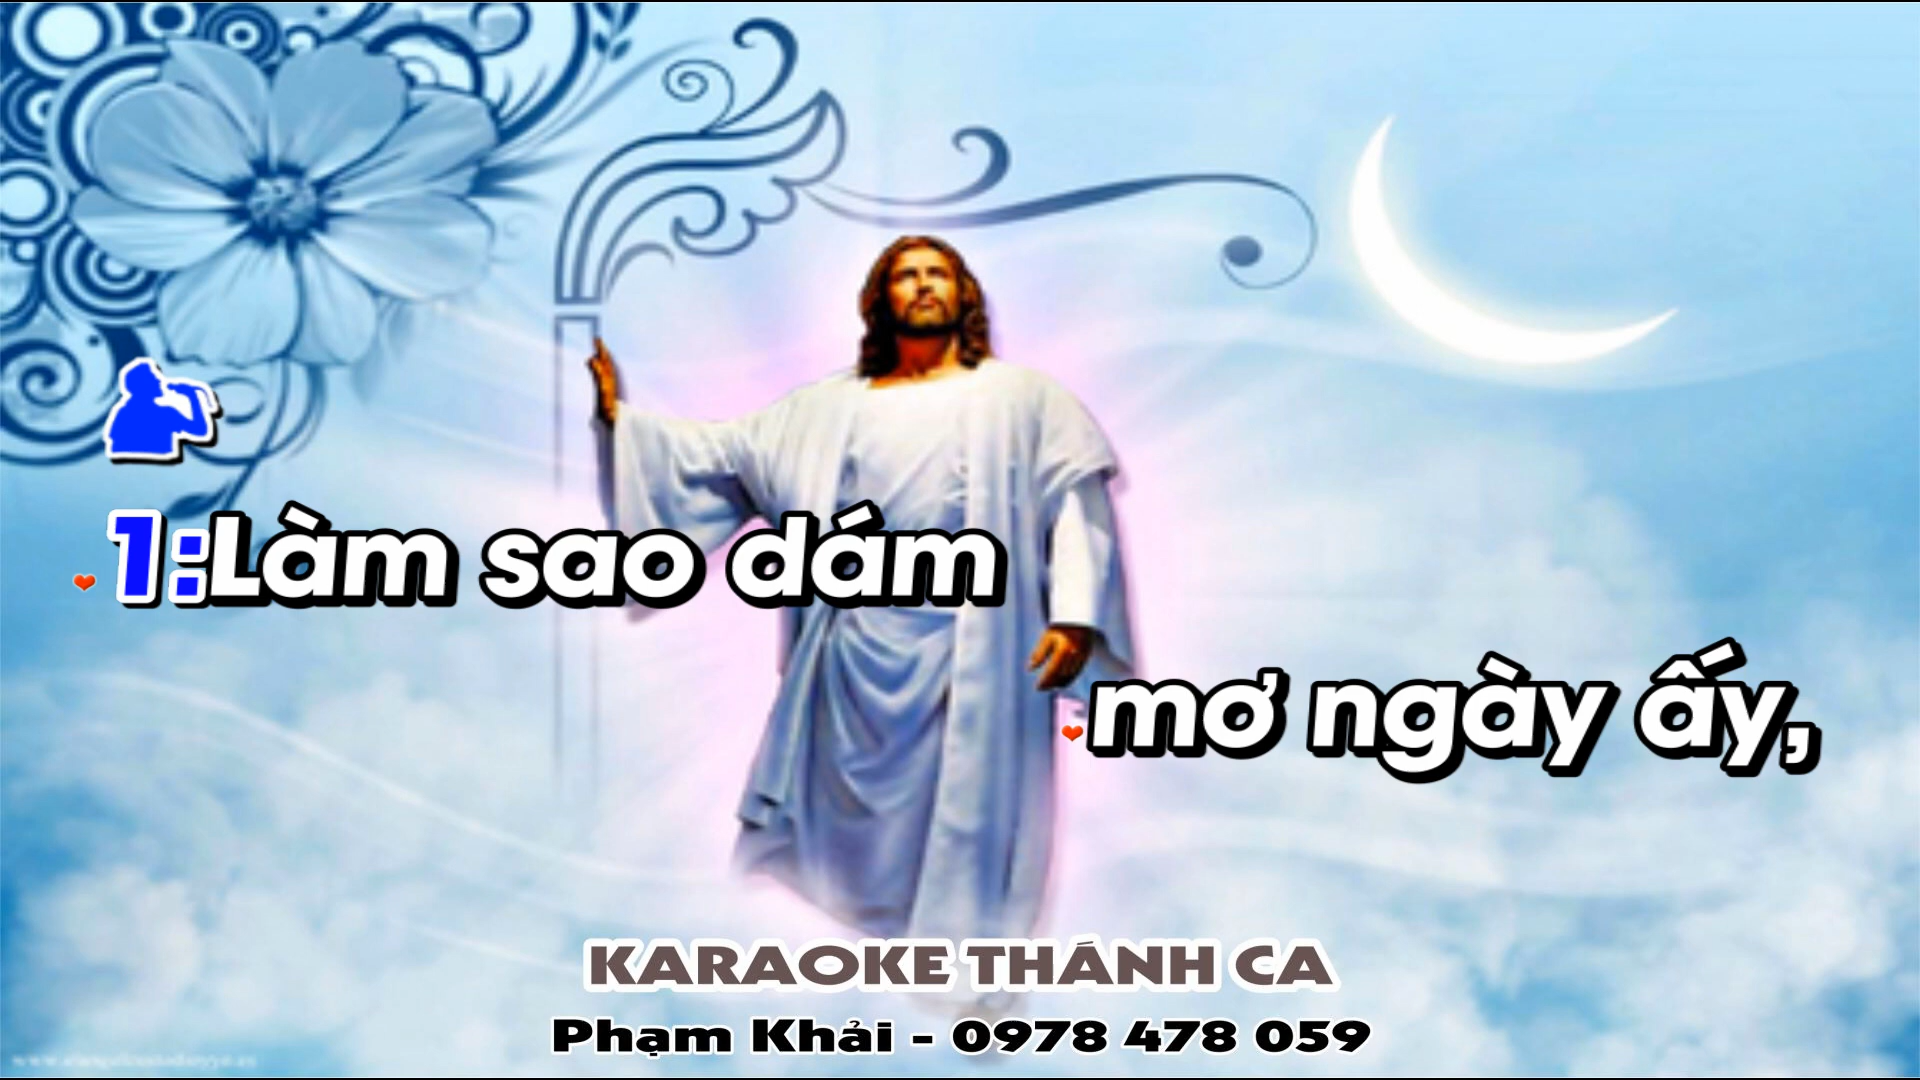 1:Làm sao dám
mơ ngày ấy,
KARAOKE THÁNH CA
Phạm Khải - 0978 478 059